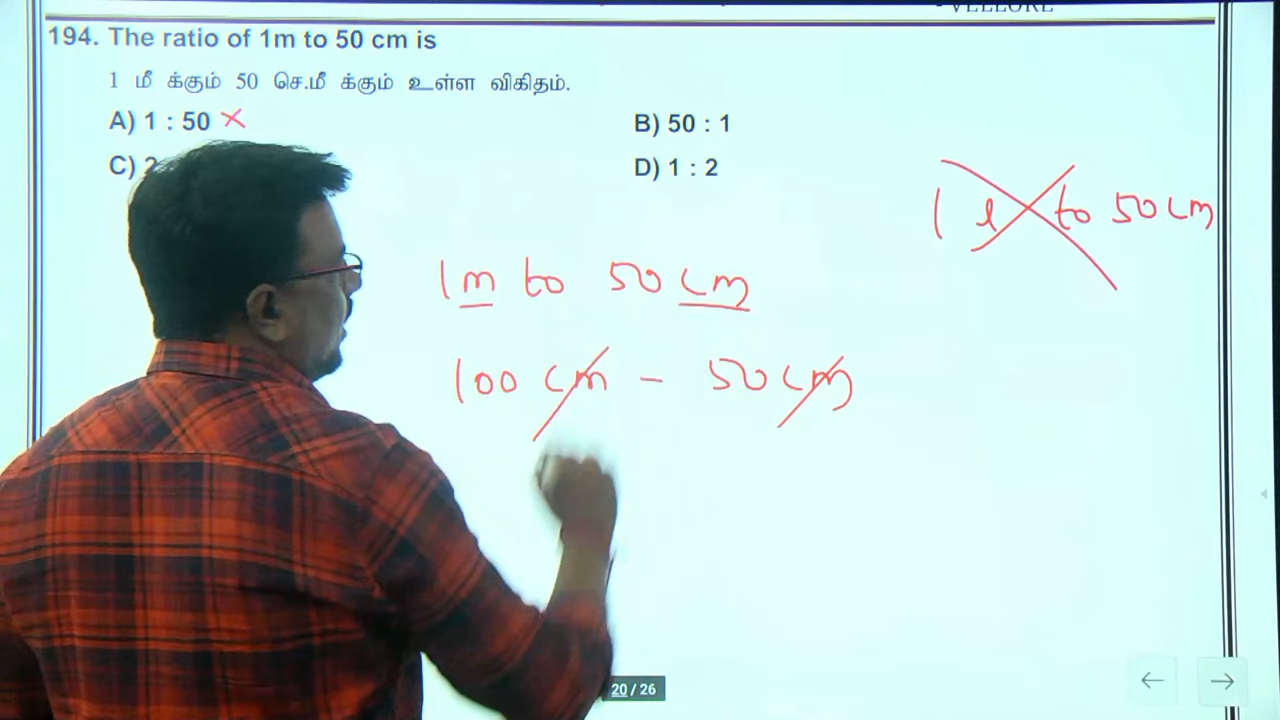 VELLORE
194. The ratio of 1m to 50 cm is
1 மீ க்கும் 50 செ.மீ க்கும் உள்ள விகிதம்.
A) 1 : 50 ×
B) 50 : 1
C) 2
D) 1 : 2
1 l to 50 cm
1m to 50 cm
100 cm - 50 cm
20 / 26